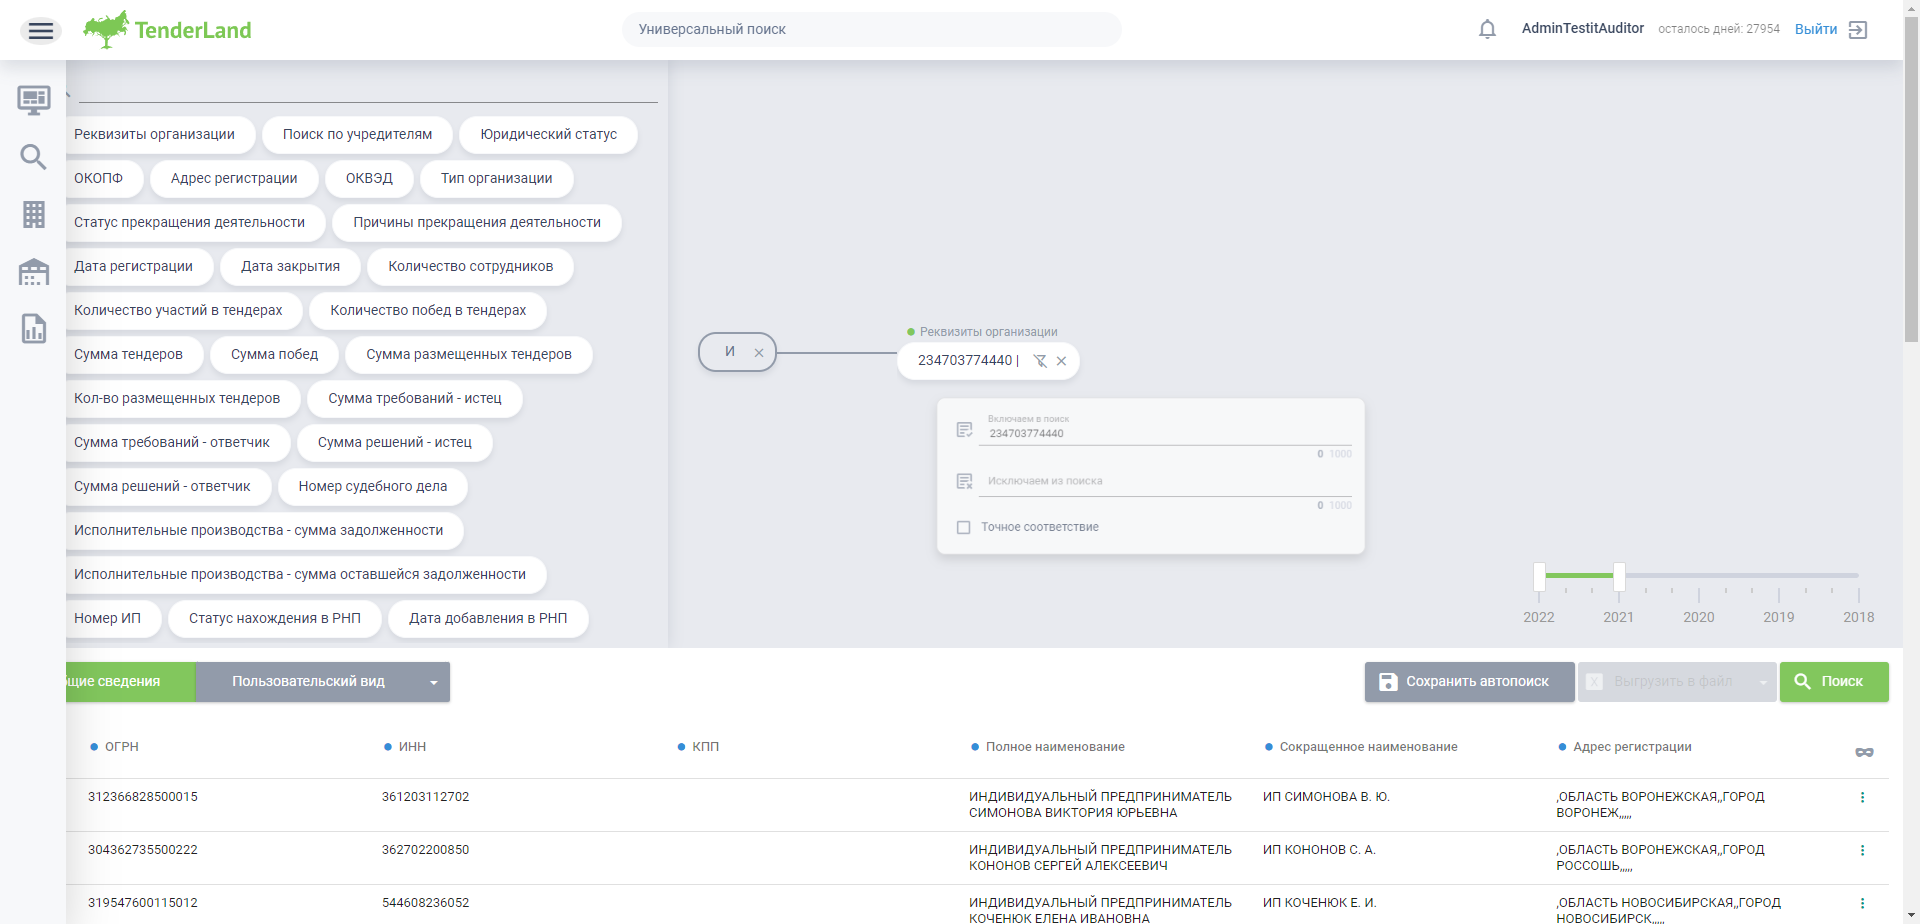 TenderLand
Универсальный поиск
AdminTestitAuditor
осталось дней: 27954
Выйти
Реквизиты организации
Поиск по учредителям
Юридический статус
ОКОПФ
Адрес регистрации
ОКВЭД
Тип организации
Статус прекращения деятельности
Причины прекращения деятельности
Дата регистрации
Дата закрытия
Количество сотрудников
Количество участий в тендерах
Количество побед в тендерах
Сумма тендеров
Сумма побед
Сумма размещенных тендеров
Кол-во размещенных тендеров
Сумма требований - истец
Сумма требований - ответчик
Сумма решений - истец
Сумма решений - ответчик
Номер судебного дела
Исполнительные производства - сумма задолженности
Исполнительные производства - сумма оставшейся задолженности
Номер ИП
Статус нахождения в РНП
Дата добавления в РНП
И
Реквизиты организации
234703774440 |
Включаем в поиск
234703774440
0 1000
Исключаем из поиска
0 1000
Точное соответствие
2022 2021 2020 2019 2018
бщие сведения
Пользовательский вид
Сохранить автопоиск
Выгрузить в файл
Поиск
ОГРН ИНН КПП Полное наименование Сокращенное наименование Адрес регистрации
312366828500015 361203112702 ИНДИВИДУАЛЬНЫЙ ПРЕДПРИНИМАТЕЛЬ ИП СИМОНОВА В. Ю. ,ОБЛАСТЬ ВОРОНЕЖСКАЯ,,ГОРОД
СИМОНОВА ВИКТОРИЯ ЮРЬЕВНА ВОРОНЕЖ,,,,,
304362735500222 362702200850 ИНДИВИДУАЛЬНЫЙ ПРЕДПРИНИМАТЕЛЬ ИП КОНОНОВ С. А. ,ОБЛАСТЬ ВОРОНЕЖСКАЯ,,ГОРОД
КОНОНОВ СЕРГЕЙ АЛЕКСЕЕВИЧ РОССОШЬ,,,,,
319547600115012 544608236052 ИНДИВИДУАЛЬНЫЙ ПРЕДПРИНИМАТЕЛЬ ИП КОЧЕНЮК Е. И. ,ОБЛАСТЬ НОВОСИБИРСКАЯ,,ГОРОД
КОЧЕНЮК ЕЛЕНА ИВАНОВНА НОВОСИБИРСК,,,,,